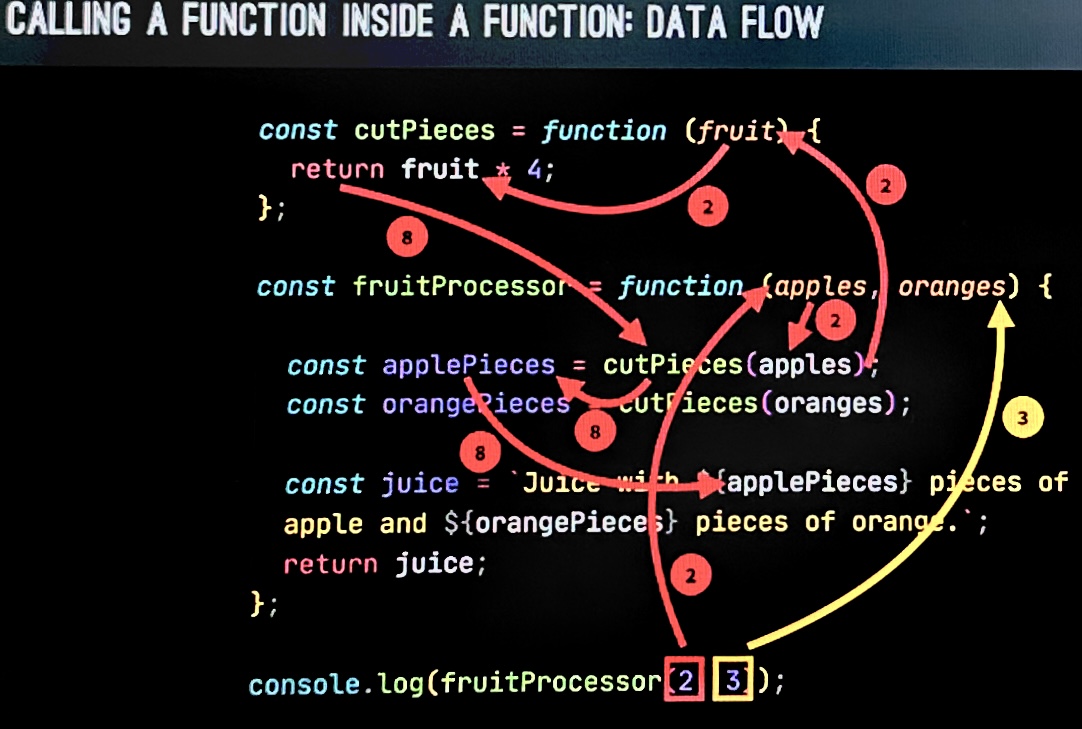 CALLING A FUNCTION INSIDE A FUNCTION: DATA FLOW
const cutPieces = function (fruit) {
return fruit * 4;
};
2
2
8
const fruitProcessor = function (apples, oranges) {
2
const applePieces = cutPieces(apples);
const orangePieces = cutPieces(oranges);
8
3
8
const juice = `Juice with ${applePieces} pieces of
apple and ${orangePieces} pieces of orange.`;
return juice;
2
};
console.log(fruitProcessor(2 3));